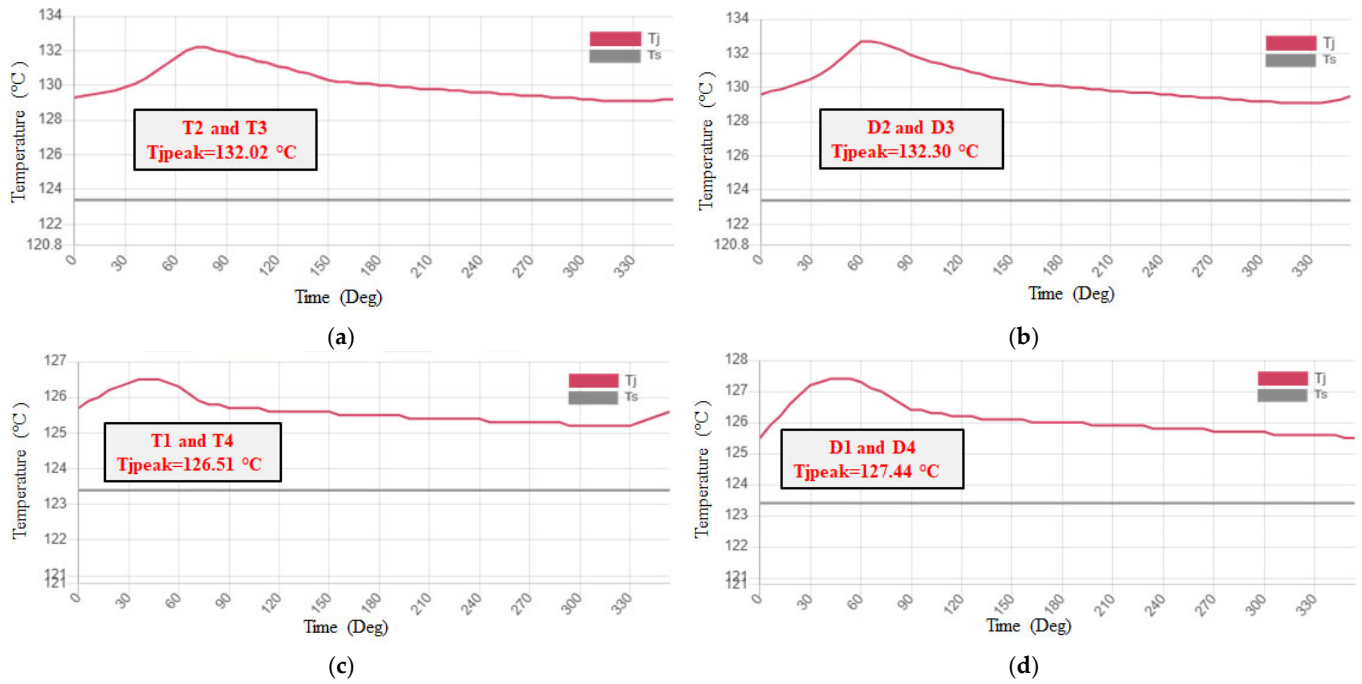 134
132
130
128
126
124
122
120.8
Temperature (°C)
Tj
Ts
T2 and T3
Tjpeak=132.02 °C
0
30
60
90
120
150
180
210
240
270
300
330
Time (Deg)
(a)
134
132
130
128
126
124
122
120.8
Temperature (°C)
Tj
Ts
D2 and D3
Tjpeak=132.30 °C
0
30
60
90
120
150
180
210
240
270
300
330
Time (Deg)
(b)
127
126
125
124
123
122
121
121
Temperature (°C)
Tj
Ts
T1 and T4
Tjpeak=126.51 °C
0
30
60
90
120
150
180
210
240
270
300
330
Time (Deg)
(c)
128
127
126
125
124
123
122
121
121
Temperature (°C)
Tj
Ts
D1 and D4
Tjpeak=127.44 °C
0
30
60
90
120
150
180
210
240
270
300
330
Time (Deg)
(d)